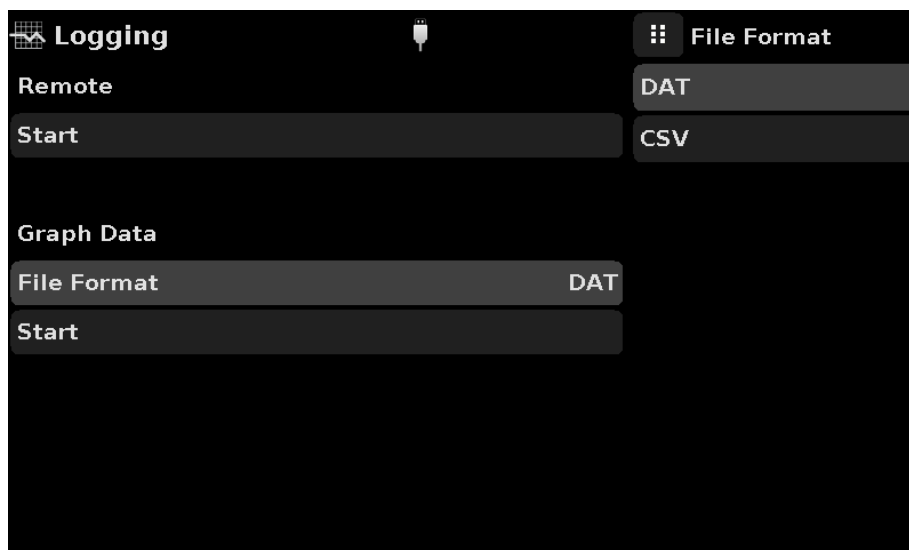 Logging
Remote
Start
Graph Data
File Format DAT
Start
File Format
DAT
CSV